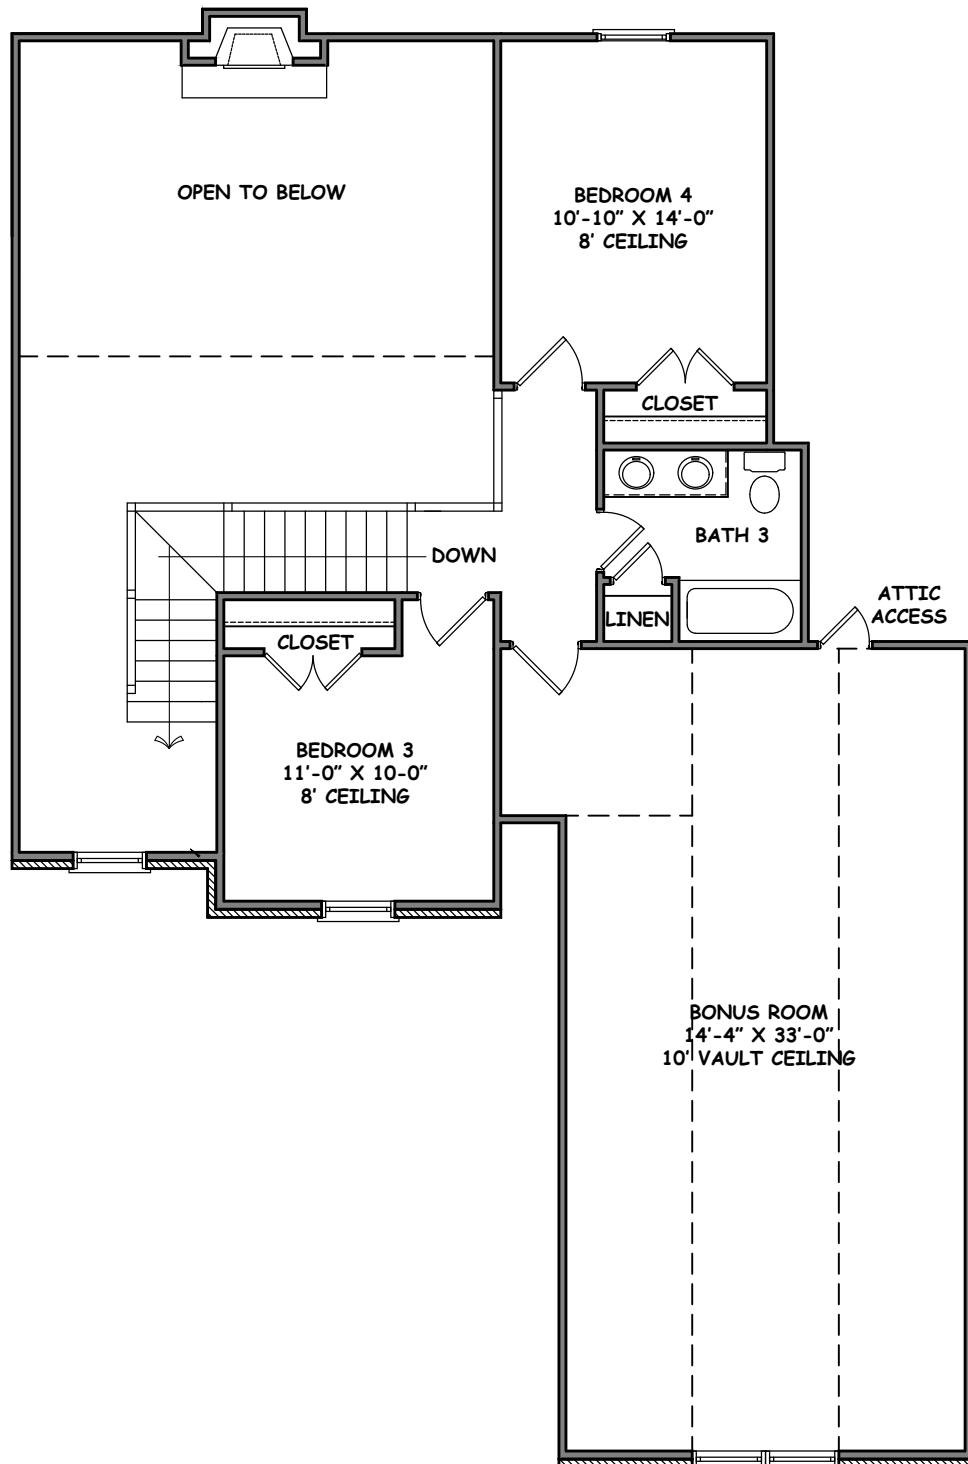 OPEN TO BELOW
BEDROOM 4
10'-10" X 14'-0"
8' CEILING
CLOSET
BATH 3
DOWN
ATTIC
ACCESS
LINEN
CLOSET
BEDROOM 3
11'-0" X 10-0"
8' CEILING
BONUS ROOM
14'-4" X 33'-0"
10' VAULT CEILING